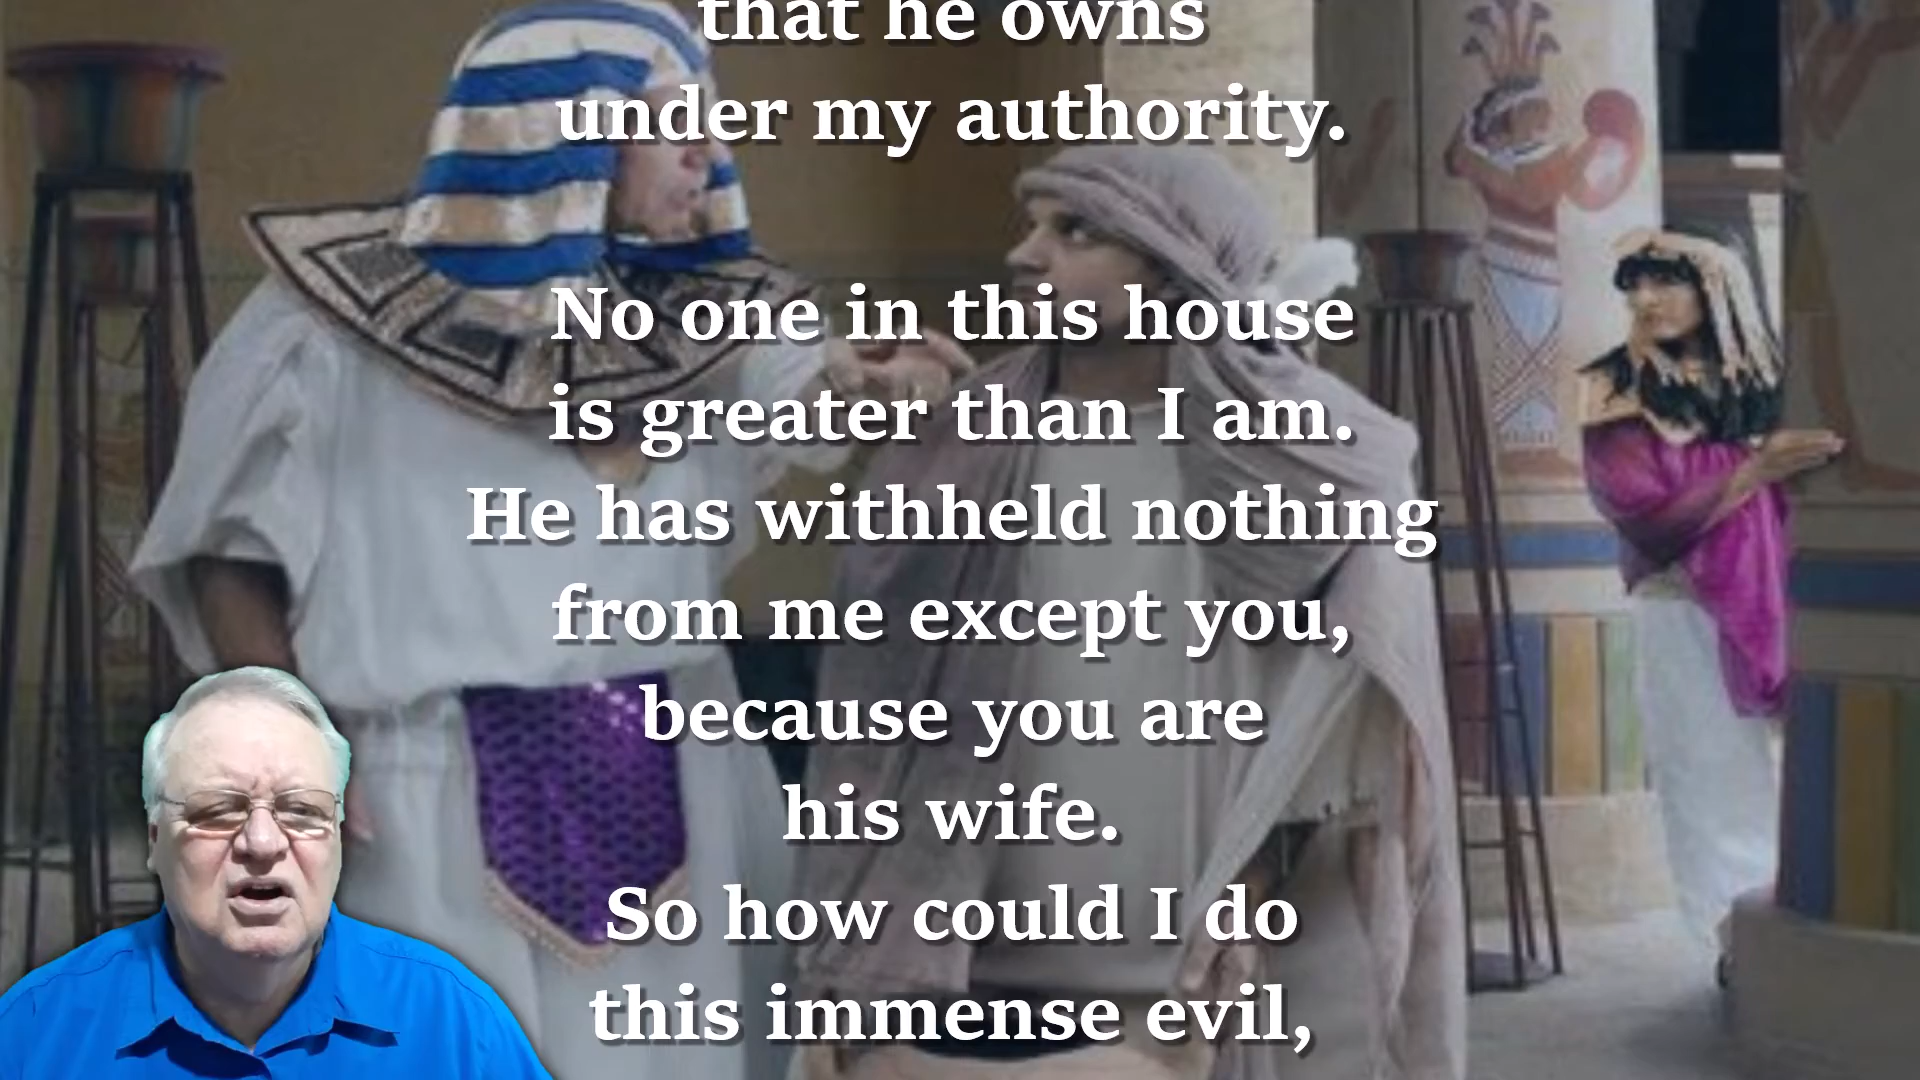 that he owns
under my authority.
No one in this house
is greater than I am.
He has withheld nothing
from me except you,
because you are
his wife.
So how could I do
this immense evil,